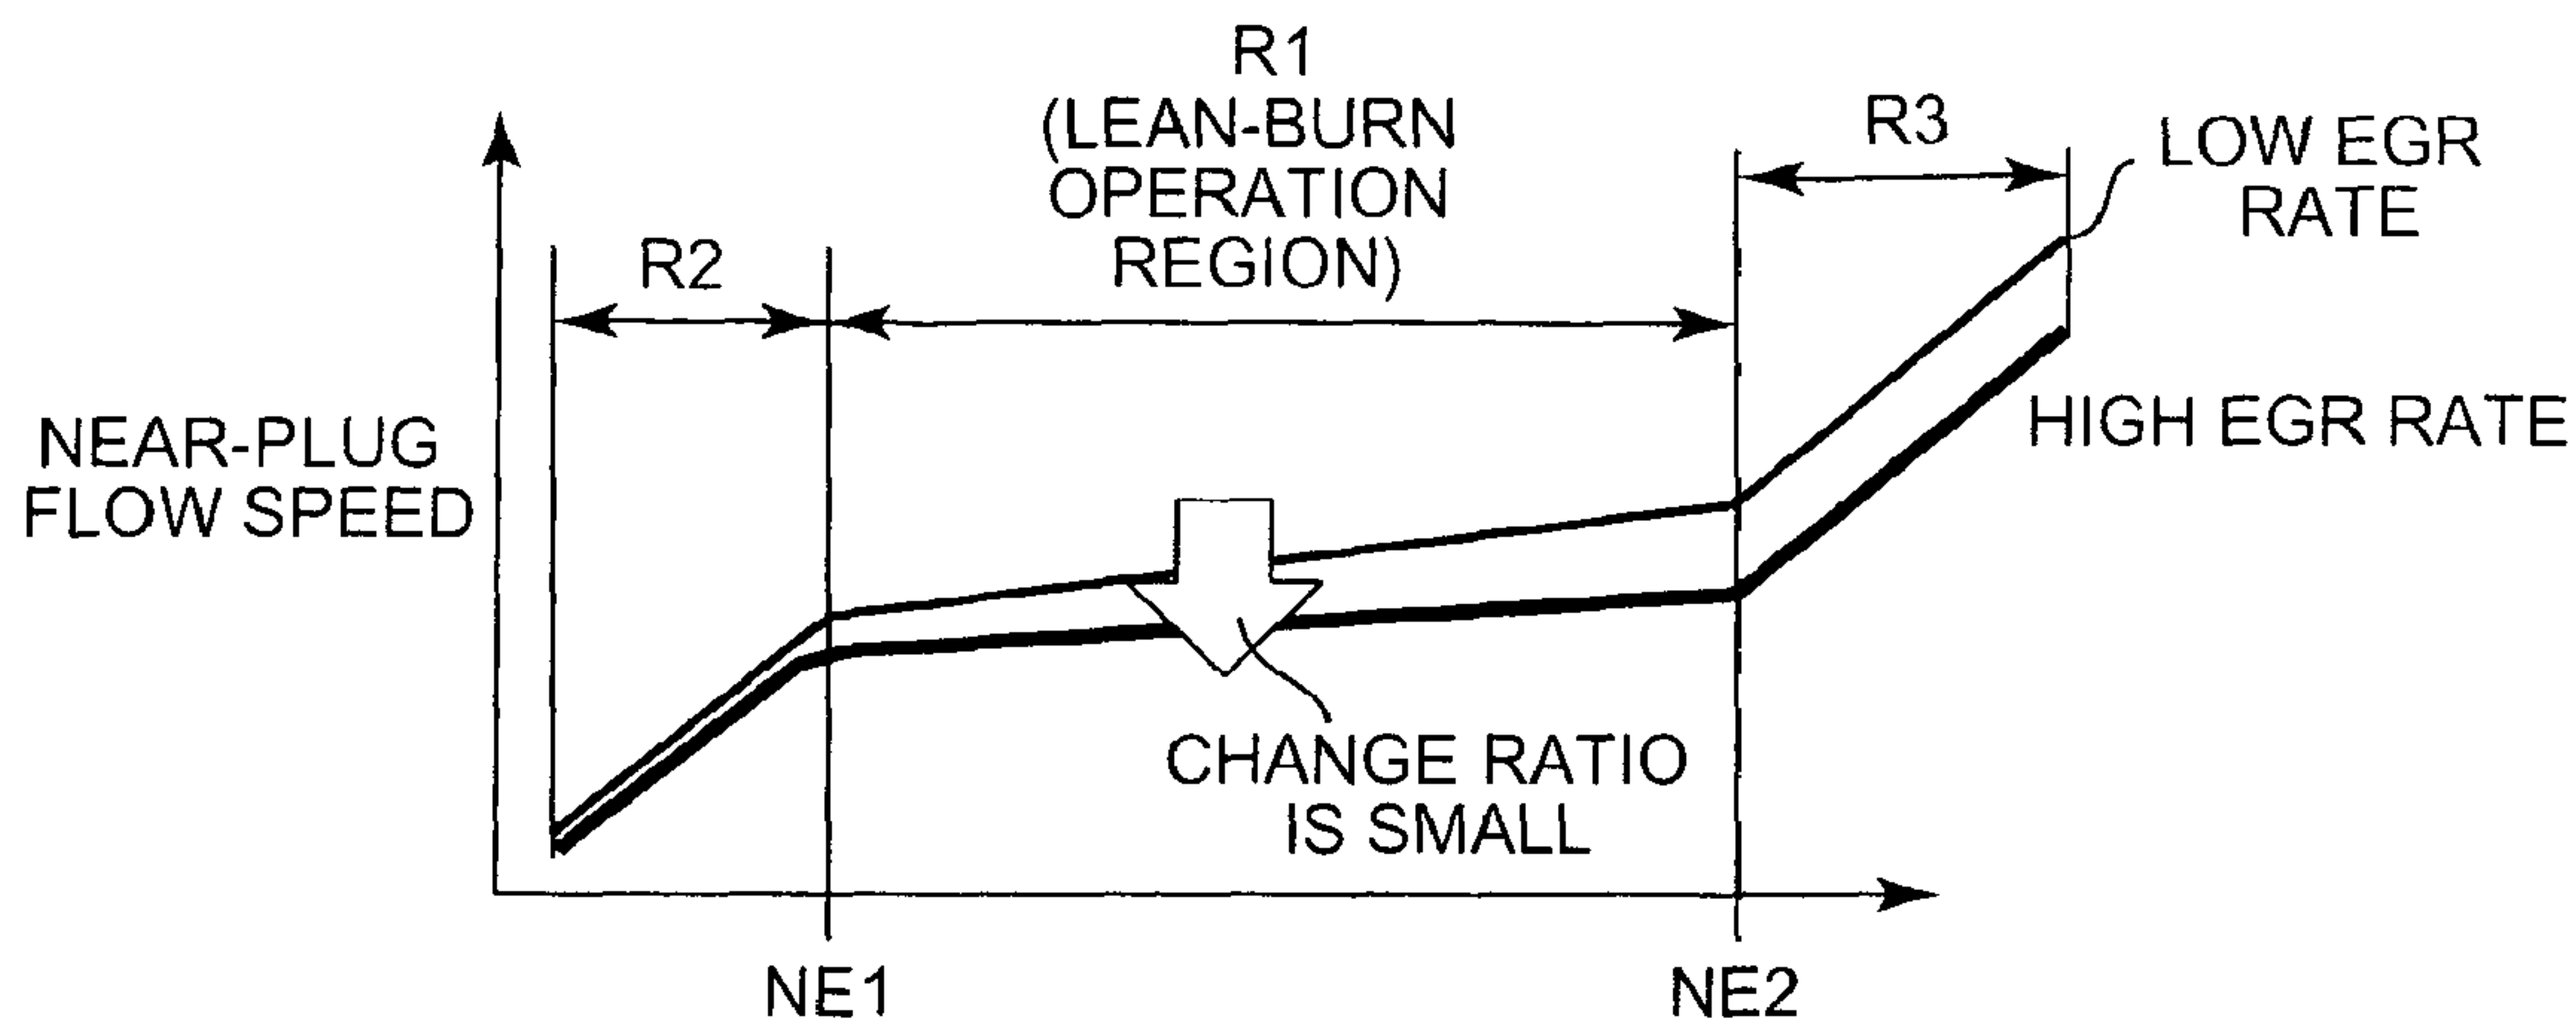 R1
(LEAN-BURN
OPERATION
REGION)
R2
R3
LOW EGR
RATE
HIGH EGR RATE
NEAR-PLUG
FLOW SPEED
CHANGE RATIO
IS SMALL
NE1
NE2